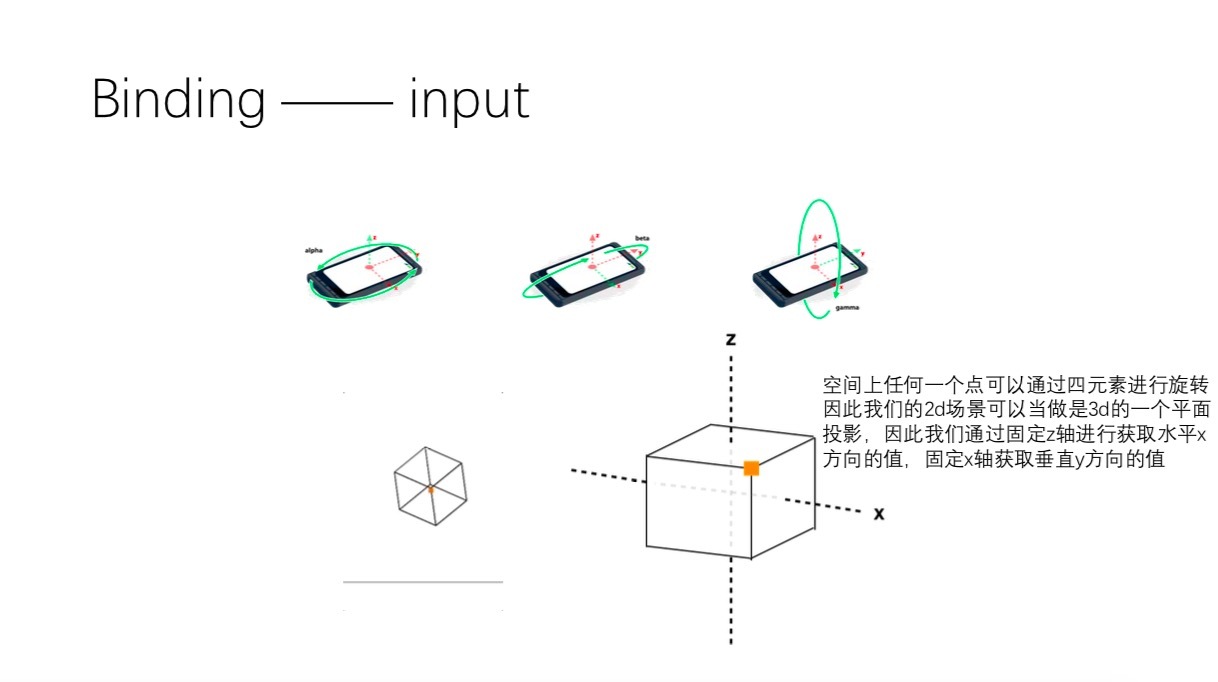 Binding —— input
alpha
z
y
x
beta
z
y
x
z
y
x
gamma
z
空间上任何一个点可以通过四元素进行旋转
因此我们的2d场景可以当做是3d的一个平面
投影，因此我们通过固定z轴进行获取水平x
方向的值，固定x轴获取垂直y方向的值
x